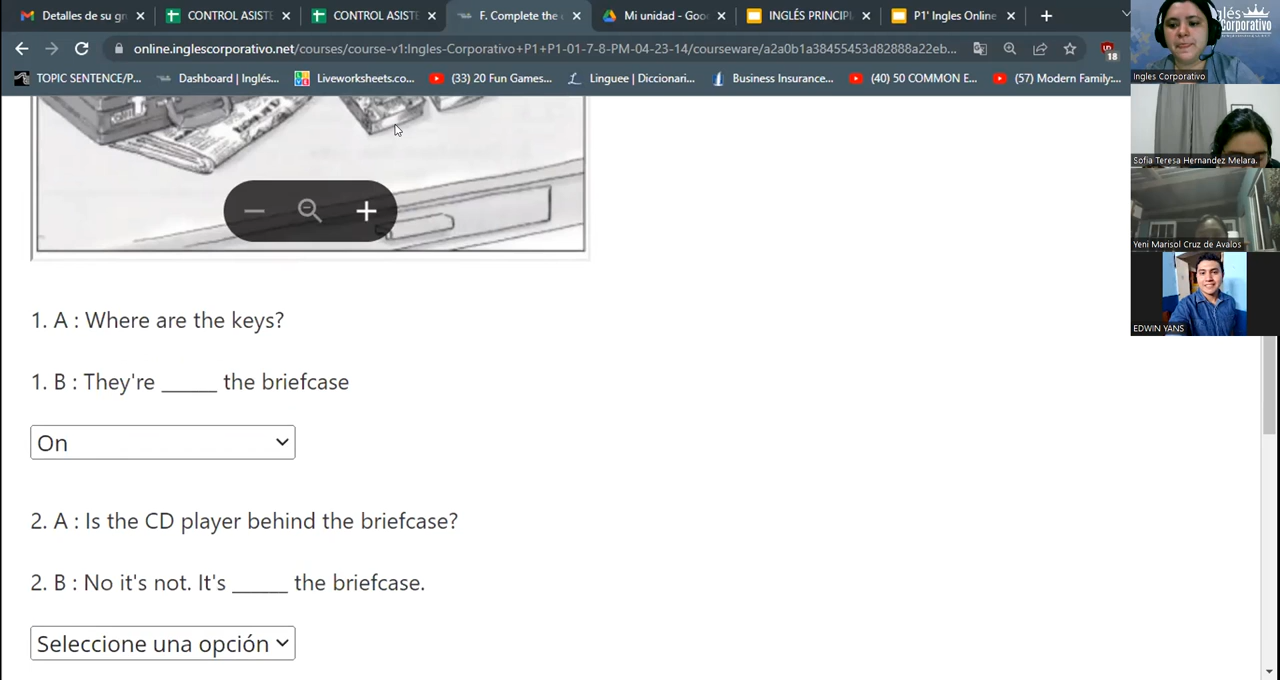 Detalles de su gr
CONTROL ASISTE
CONTROL ASISTE
F. Complete the
Mi unidad - Goo
INGLÉS PRINCIPI
P1' Ingles Online
online.inglescorporativo.net/courses/course-v1:Ingles-Corporativo+P1+P1-01-7-8-PM-04-23-14/courseware/a2a0b1a38455453d82888a22eb...
18
TOPIC SENTENCE/P...
Dashboard | Inglés...
Liveworksheets.co...
(33) 20 Fun Games...
Linguee | Diccionari...
Business Insurance...
(40) 50 COMMON E...
(57) Modern Family:...
Ingles Corporativo
Sofia Teresa Hernandez Melara.
Yeni Marisol Cruz de Avalos
EDWIN YANS
1. A : Where are the keys?
1. B : They're ______ the briefcase
On
2. A : Is the CD player behind the briefcase?
2. B : No it's not. It's ______ the briefcase.
Seleccione una opción